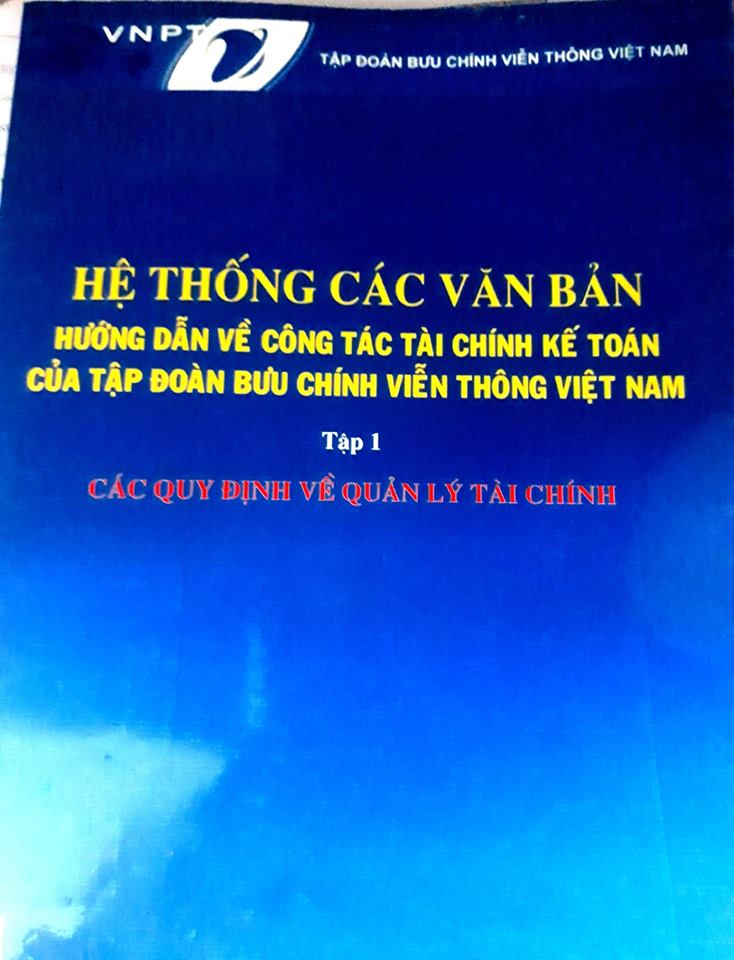 VNPT
TẬP ĐOÀN BƯU CHÍNH VIỄN THÔNG VIỆT NAM
HỆ THỐNG CÁC VĂN BẢN
HƯỚNG DẪN VỀ CÔNG TÁC TÀI CHÍNH KẾ TOÁN
CỦA TẬP ĐOÀN BƯU CHÍNH VIỄN THÔNG VIỆT NAM
Tập 1
CÁC QUY ĐỊNH VỀ QUẢN LÝ TÀI CHÍNH